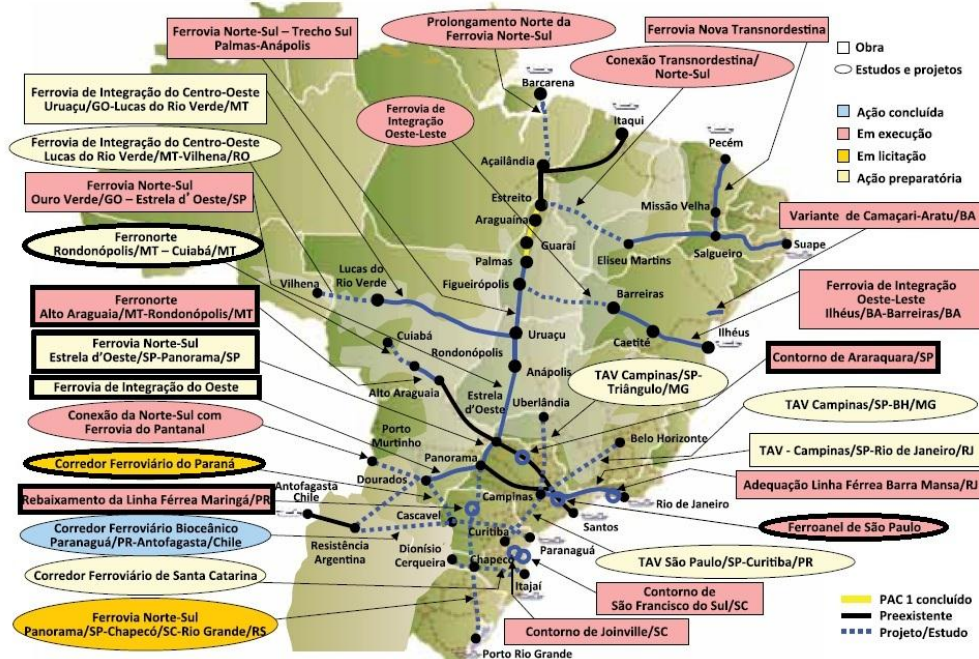 Ferrovia Norte-Sul – Trecho Sul
Palmas-Anápolis
Prolongamento Norte da
Ferrovia Norte-Sul
Ferrovia Nova Transnordestina
Conexão Transnordestina/
Norte-Sul
Obra
Estudos e projetos
Ação concluída
Em execução
Em licitação
Ação preparatória
Ferrovia de Integração do Centro-Oeste
Uruaçu/GO-Lucas do Rio Verde/MT
Ferrovia de Integração do Centro-Oeste
Lucas do Rio Verde/MT-Vilhena/RO
Ferrovia Norte-Sul
Ouro Verde/GO – Estrela d' Oeste/SP
Ferronorte
Rondonópolis/MT – Cuiabá/MT
Ferronorte
Alto Araguaia/MT-Rondonópolis/MT
Ferrovia Norte-Sul
Estrela d'Oeste/SP-Panorama/SP
Ferrovia de Integração do Oeste
Conexão da Norte-Sul com
Ferrovia do Pantanal
Corredor Ferroviário do Paraná
Rebaixamento da Linha Férrea Maringá/PR
Corredor Ferroviário Bioceânico
Paranaguá/PR-Antofagasta/Chile
Corredor Ferroviário de Santa Catarina
Ferrovia Norte-Sul
Panorama/SP-Chapecó/SC-Rio Grande/RS
Ferrovia de
Integração
Oeste-Leste
Barcarena
Itaqui
Açailândia
Estreito
Araguaína
Guaraí
Palmas
Figueirópolis
Pecém
Missão Velha
Salgueiro
Suape
Eliseu Martins
Variante de Camaçari-Aratu/BA
Barreiras
Caetité
Ilhéus
Ferrovia de Integração
Oeste-Leste
Ilhéus/BA-Barreiras/BA
Vilhena
Lucas do
Rio Verde
Cuiabá
Uruaçu
Rondonópolis
Anápolis
Alto Araguaia
Estrela
d'Oeste
Uberlândia
TAV Campinas/SP-
Triângulo/MG
Contorno de Araraquara/SP
TAV Campinas/SP-BH/MG
TAV - Campinas/SP-Rio de Janeiro/RJ
Adequação Linha Férrea Barra Mansa/RJ
Ferroanel de São Paulo
Porto
Murtinho
Panorama
Belo Horizonte
Dourados
Campinas
Rio de Janeiro
Santos
Antofagasta
Chile
Cascavel
Curitiba
Paranaguá
Resistência
Argentina
Dionísio
Cerqueira
Chapecó
Itajaí
TAV São Paulo/SP-Curitiba/PR
Contorno de
São Francisco do Sul/SC
Contorno de Joinville/SC
Porto Rio Grande
PAC 1 concluído
Preexistente
Projeto/Estudo